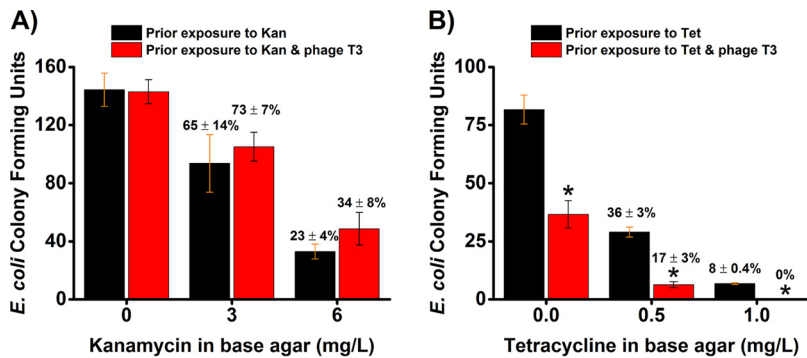 A)
Prior exposure to Kan
Prior exposure to Kan & phage T3
E. coli Colony Forming Units
160
120
80
40
0
65 ± 14%
73 ± 7%
23 ± 4%
34 ± 8%
0
3
6
Kanamycin in base agar (mg/L)
B)
Prior exposure to Tet
Prior exposure to Tet & phage T3
E. coli Colony Forming Units
100
75
50
25
0
*
36 ± 3%
17 ± 3%
*
8 ± 0.4%
0%
*
0.0
0.5
1.0
Tetracycline in base agar (mg/L)